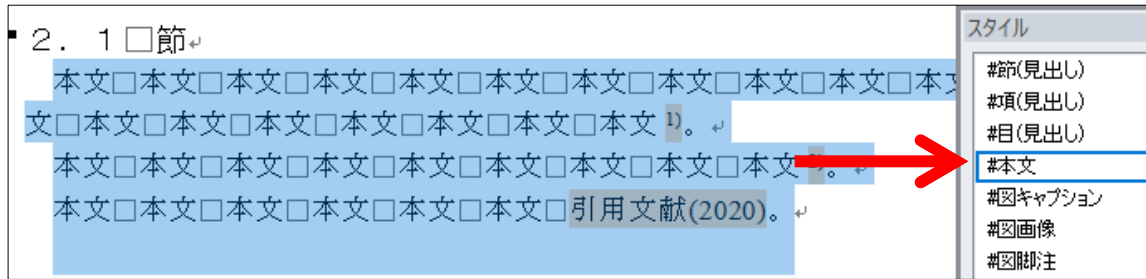 ２．１□節↵
本文□本文□本文□本文□本文□本文□本文□本文□本文□本文□本文
文□本文□本文□本文□本文□本文□本文□本文 1)。↵
本文□本文□本文□本文□本文□本文□本文□本文□本文 。↵
本文□本文□本文□本文□本文□本文□引用文献(2020)。↵
スタイル
#節(見出し)
#項(見出し)
#目(見出し)
#本文
#図キャプション
#図画像
#図脚注